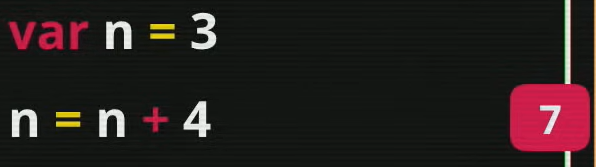 var n = 3
n = n + 4
7